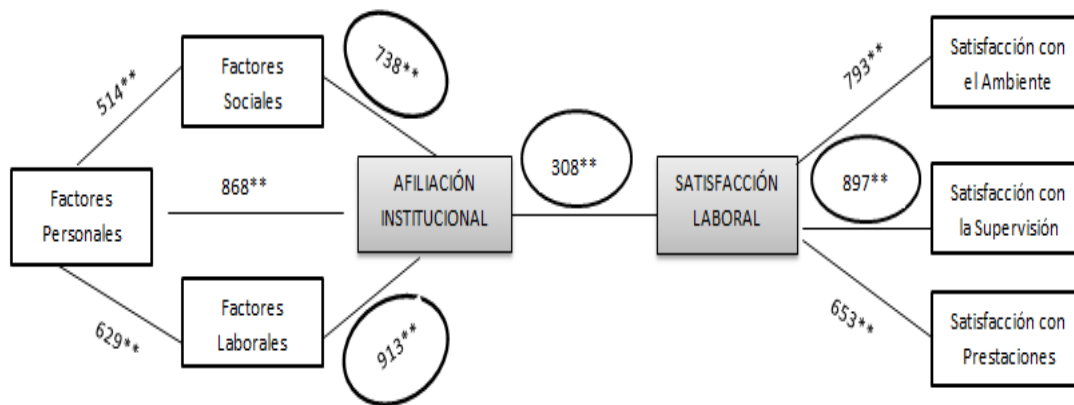 514**
Factores
Sociales
738**
793**
Satisfacción con
el Ambiente
Factores
Personales
868**
AFILIACIÓN
INSTITUCIONAL
308**
SATISFACCIÓN
LABORAL
897**
Satisfacción con
la Supervisión
629**
Factores
Laborales
913**
653**
Satisfacción con
Prestaciones